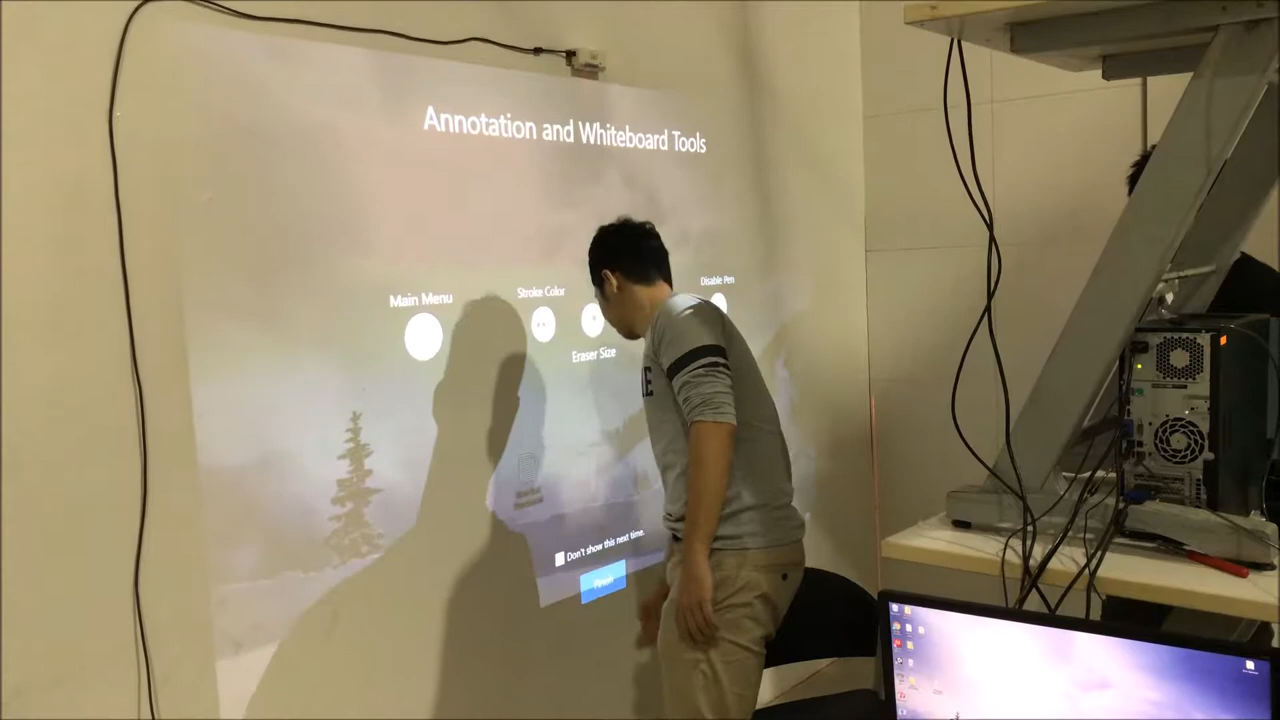 Annotation and Whiteboard Tools
Main Menu
Stroke Color
Disable Pen
Eraser Size
Don't show this next time.
Finish